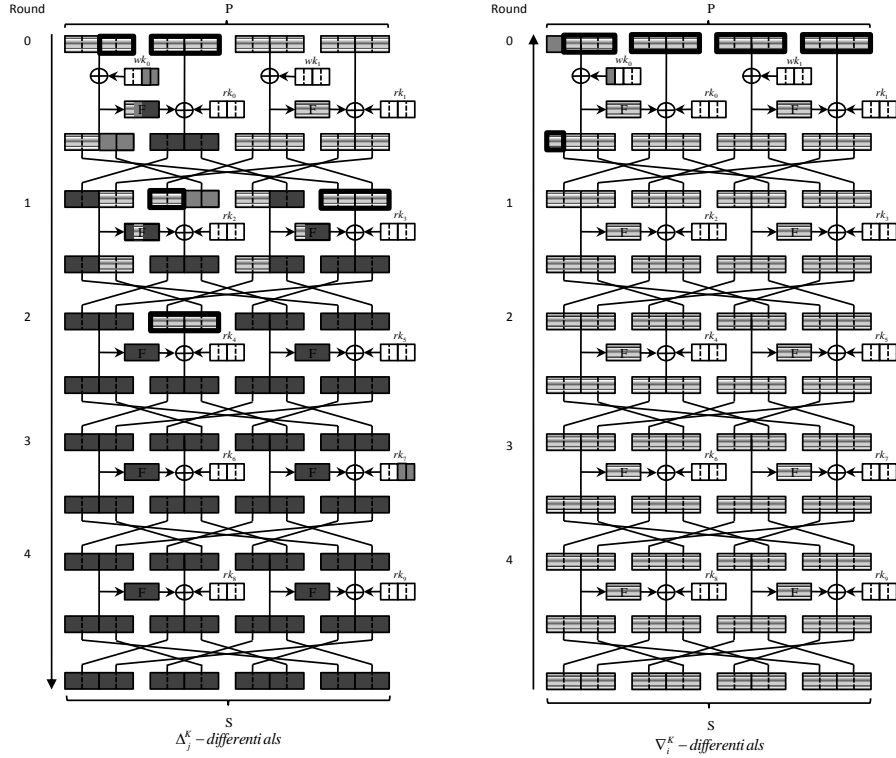 Round P Round P
0 0
wk₀ wk₁ wk₀ wk₁
F rk₀ F rk₁ F rk₀ F rk₁
1 1
F rk₂ F rk₃ F rk₂ F rk₃
2 2
F rk₄ F rk₅ F rk₄ F rk₅
3 3
F rk₆ F rk₇ F rk₆ F rk₇
4 4
F rk₈ F rk₉ F rk₈ F rk₉
S S
Δ_j^K – differentials ∇_i^K – differentials